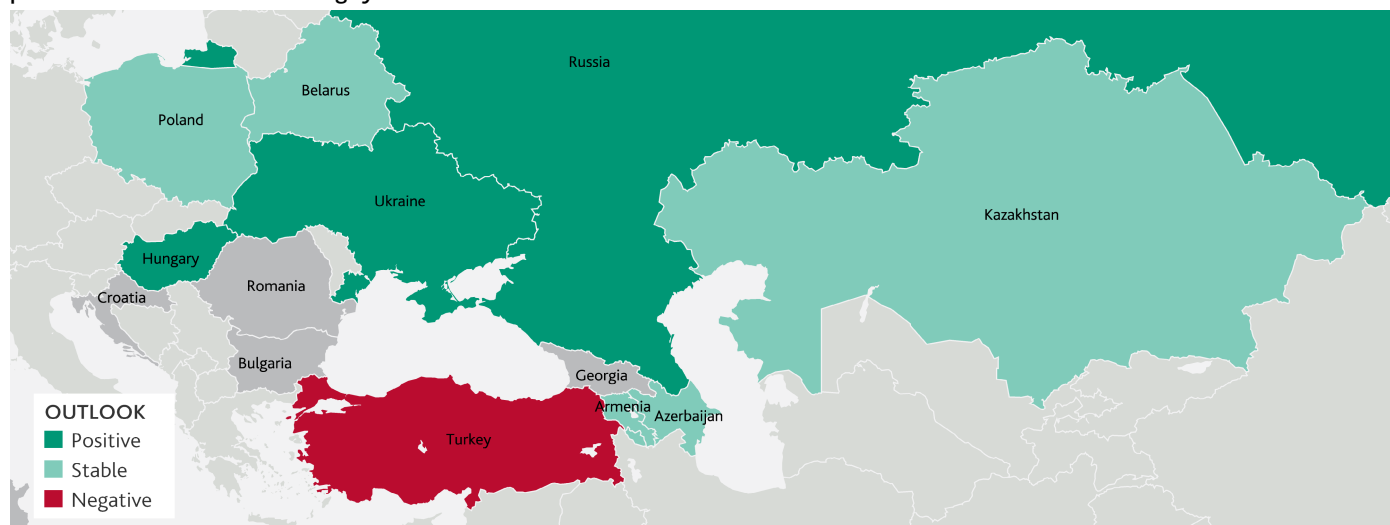 Russia
Belarus
Poland
Ukraine
Kazakhstan
Hungary
Romania
Croatia
Bulgaria
Georgia
Armenia
Azerbaijan
Turkey
OUTLOOK
Positive
Stable
Negative